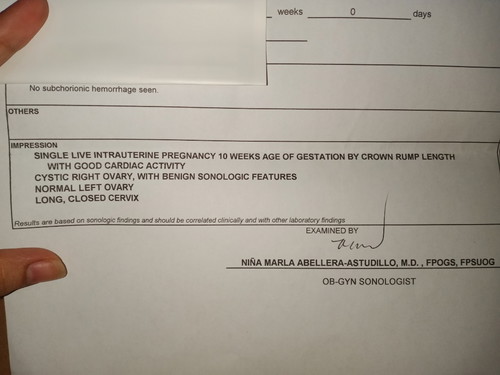 weeks 0 days
No subchorionic hemorrhage seen.
OTHERS
IMPRESSION
SINGLE LIVE INTRAUTERINE PREGNANCY 10 WEEKS AGE OF GESTATION BY CROWN RUMP LENGTH
WITH GOOD CARDIAC ACTIVITY
CYSTIC RIGHT OVARY, WITH BENIGN SONOLOGIC FEATURES
NORMAL LEFT OVARY
LONG, CLOSED CERVIX
Results are based on sonologic findings and should be correlated clinically and with other laboratory findings
EXAMINED BY
NIÑA MARLA ABELLERA-ASTUDILLO, M.D. , FPOGS, FPSUOG
OB-GYN SONOLOGIST